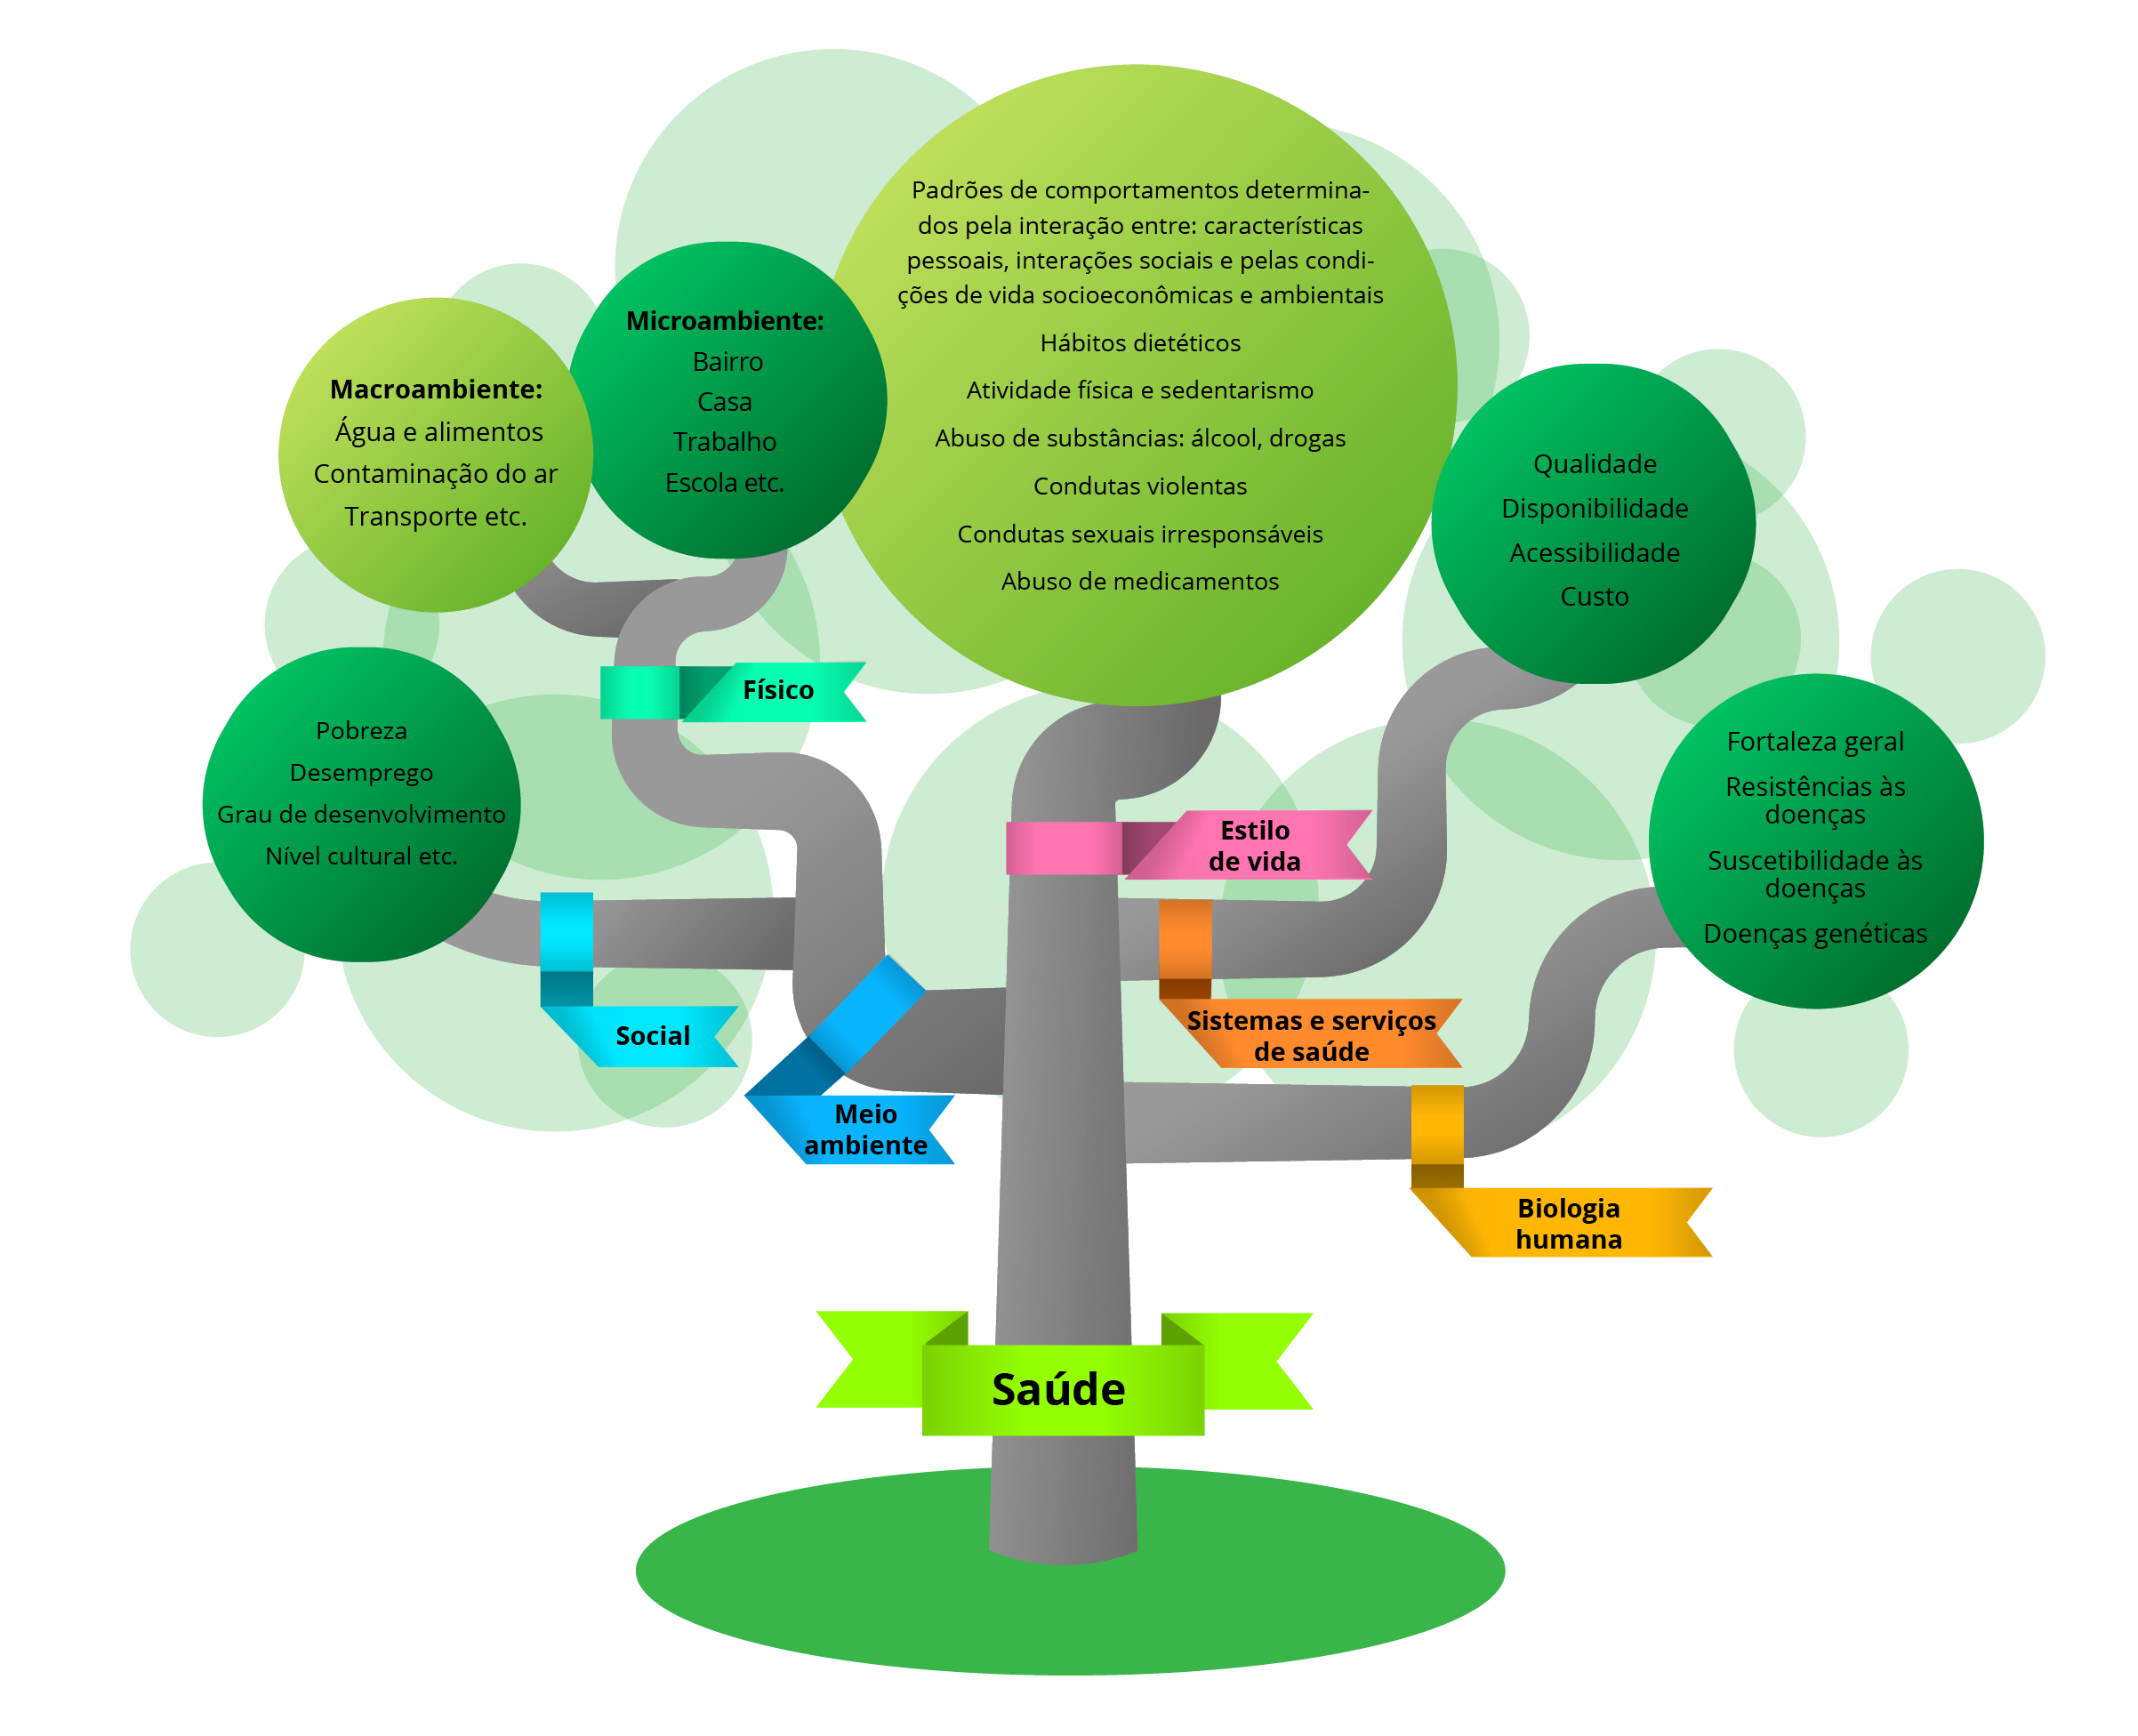 Padrões de comportamentos determina-
dos pela interação entre: características
pessoais, interações sociais e pelas condi-
ções de vida socioeconômicas e ambientais
Hábitos dietéticos
Atividade física e sedentarismo
Abuso de substâncias: álcool, drogas
Condutas violentas
Condutas sexuais irresponsáveis
Abuso de medicamentos
Microambiente:
Bairro
Casa
Trabalho
Escola etc.
Macroambiente:
Água e alimentos
Contaminação do ar
Transporte etc.
Qualidade
Disponibilidade
Acessibilidade
Custo
Físico
Pobreza
Desemprego
Grau de desenvolvimento
Nível cultural etc.
Fortaleza geral
Resistências às
doenças
Suscetibilidade às
doenças
Doenças genéticas
Estilo
de vida
Social
Sistemas e serviços
de saúde
Meio
ambiente
Biologia
humana
Saúde